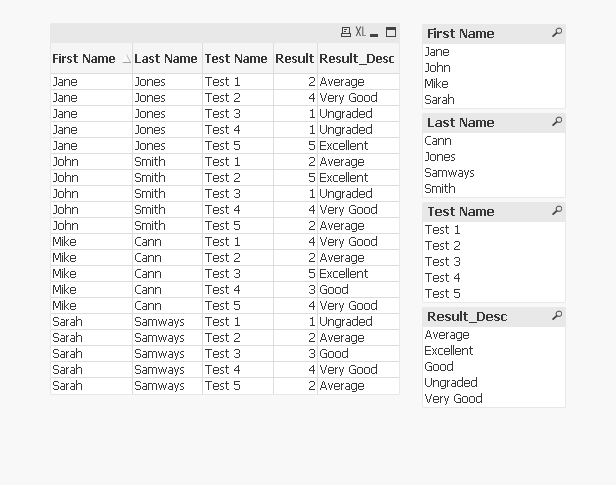 XL
First Name Last Name Test Name Result Result_Desc
Jane Jones Test 1 2 Average
Jane Jones Test 2 4 Very Good
Jane Jones Test 3 1 Ungraded
Jane Jones Test 4 1 Ungraded
Jane Jones Test 5 5 Excellent
John Smith Test 1 2 Average
John Smith Test 2 5 Excellent
John Smith Test 3 1 Ungraded
John Smith Test 4 4 Very Good
John Smith Test 5 2 Average
Mike Cann Test 1 4 Very Good
Mike Cann Test 2 2 Average
Mike Cann Test 3 5 Excellent
Mike Cann Test 4 3 Good
Mike Cann Test 5 4 Very Good
Sarah Samways Test 1 1 Ungraded
Sarah Samways Test 2 2 Average
Sarah Samways Test 3 3 Good
Sarah Samways Test 4 4 Very Good
Sarah Samways Test 5 2 Average
First Name
Jane
John
Mike
Sarah
Last Name
Cann
Jones
Samways
Smith
Test Name
Test 1
Test 2
Test 3
Test 4
Test 5
Result_Desc
Average
Excellent
Good
Ungraded
Very Good